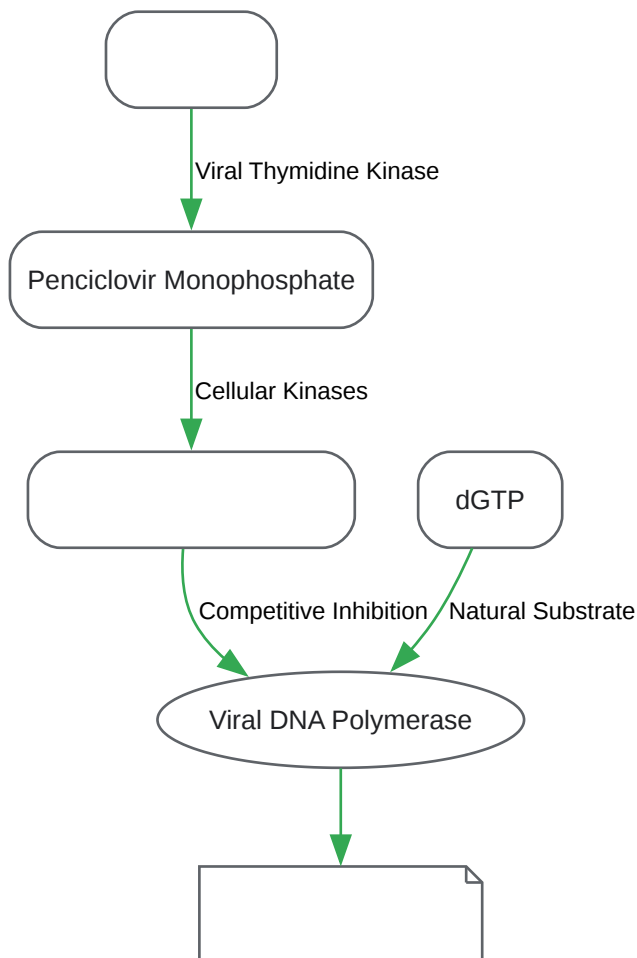 Viral Thymidine Kinase
Penciclovir Monophosphate
Cellular Kinases
dGTP
Competitive Inhibition
Natural Substrate
Viral DNA Polymerase